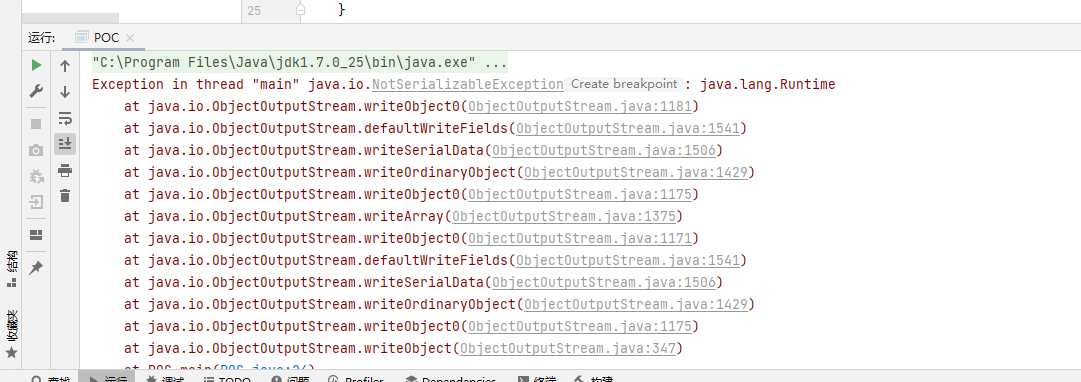 25 }
运行: POC ×
"C:\Program Files\Java\jdk1.7.0_25\bin\java.exe" ...
Exception in thread "main" java.io.NotSerializableException Create breakpoint : java.lang.Runtime
at java.io.ObjectOutputStream.writeObject0(ObjectOutputStream.java:1181)
at java.io.ObjectOutputStream.defaultWriteFields(ObjectOutputStream.java:1541)
at java.io.ObjectOutputStream.writeSerialData(ObjectOutputStream.java:1506)
at java.io.ObjectOutputStream.writeOrdinaryObject(ObjectOutputStream.java:1429)
at java.io.ObjectOutputStream.writeObject0(ObjectOutputStream.java:1175)
at java.io.ObjectOutputStream.writeArray(ObjectOutputStream.java:1375)
at java.io.ObjectOutputStream.writeObject0(ObjectOutputStream.java:1171)
at java.io.ObjectOutputStream.defaultWriteFields(ObjectOutputStream.java:1541)
at java.io.ObjectOutputStream.writeSerialData(ObjectOutputStream.java:1506)
at java.io.ObjectOutputStream.writeOrdinaryObject(ObjectOutputStream.java:1429)
at java.io.ObjectOutputStream.writeObject0(ObjectOutputStream.java:1175)
at java.io.ObjectOutputStream.writeObject(ObjectOutputStream.java:347)
at POC.main(POC.java:24)
结构
收藏夹
查找 运行 调试 TODO 问题 Profiler Dependencies 终端 构建